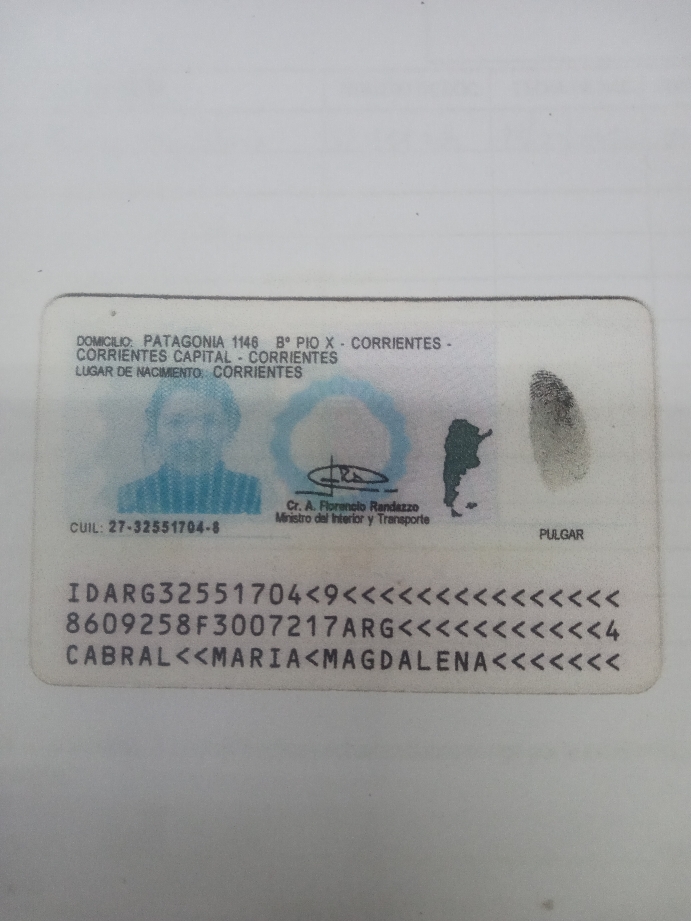 DOMICILIO: PATAGONIA 1146 Bº PIO X - CORRIENTES -
CORRIENTES CAPITAL - CORRIENTES
LUGAR DE NACIMIENTO: CORRIENTES
Cr. A. Florencio Randazzo
Ministro del Interior y Transporte
CUIL: 27-32551704-8
PULGAR
IDARG32551704<9<<<<<<<<<<<<<<<
8609258F3007217ARG<<<<<<<<<<<4
CABRAL<<MARIA<MAGDALENA<<<<<<<